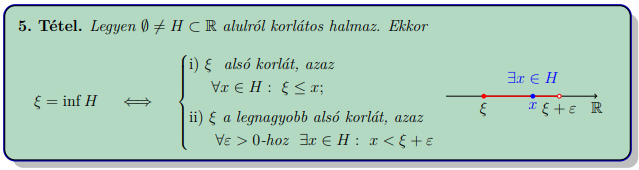 5. Tétel. Legyen ∅ ≠ H ⊂ ℝ alulról korlátos halmaz. Ekkor
ξ = inf H ⟺
i) ξ alsó korlát, azaz
∀x ∈ H : ξ ≤ x;
ii) ξ a legnagyobb alsó korlát, azaz
∀ε > 0-hoz ∃x ∈ H : x < ξ + ε
∃x ∈ H
ξ x ξ + ε ℝ